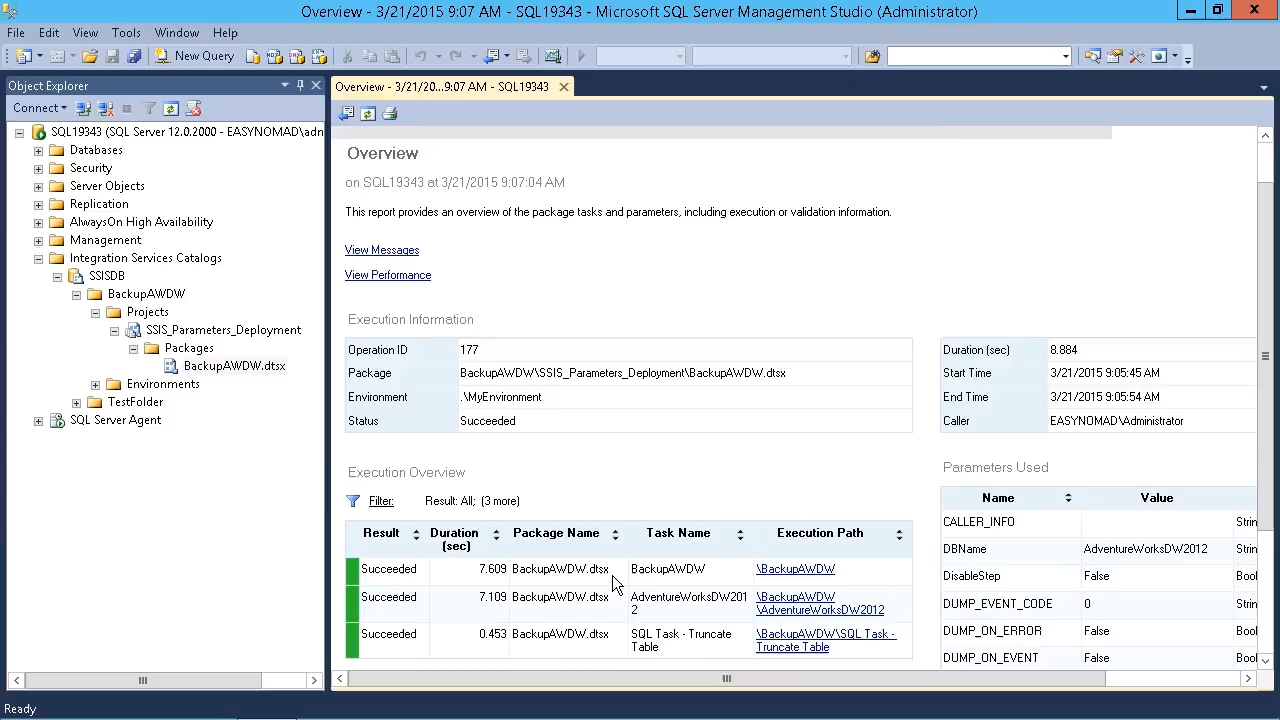 Overview - 3/21/2015 9:07 AM - SQL19343 - Microsoft SQL Server Management Studio (Administrator)
File Edit View Tools Window Help
New Query
Object Explorer
Connect
SQL19343 (SQL Server 12.0.2000 - EASYNOMAD\adn
Databases
Security
Server Objects
Replication
AlwaysOn High Availability
Management
Integration Services Catalogs
SSISDB
BackupAWDW
Projects
SSIS_Parameters_Deployment
Packages
BackupAWDW.dtsx
Environments
TestFolder
SQL Server Agent
Overview - 3/21/20...9:07 AM - SQL19343
Overview
on SQL19343 at 3/21/2015 9:07:04 AM
This report provides an overview of the package tasks and parameters, including execution or validation information.
View Messages
View Performance
Execution Information
Operation ID 177
Package BackupAWDW\SSIS_Parameters_Deployment\BackupAWDW.dtsx
Environment .\MyEnvironment
Status Succeeded
Duration (sec) 8.884
Start Time 3/21/2015 9:05:45 AM
End Time 3/21/2015 9:05:54 AM
Caller EASYNOMAD\Administrator
Execution Overview
Filter: Result: All; (3 more)
Result Duration (sec) Package Name Task Name Execution Path
Succeeded 7.609 BackupAWDW.dtsx BackupAWDW \BackupAWDW
Succeeded 7.109 BackupAWDW.dtsx AdventureWorksDW201 \BackupAWDW
2 \AdventureWorksDW2012
Succeeded 0.453 BackupAWDW.dtsx SQL Task - Truncate \BackupAWDW\SQL Task -
Table Truncate Table
Parameters Used
Name Value
CALLER_INFO Strin
DBName AdventureWorksDW2012 Strin
DisableStep False Bool
DUMP_EVENT_CODE 0 Strin
DUMP_ON_ERROR False Bool
DUMP_ON_EVENT False Bool
Ready